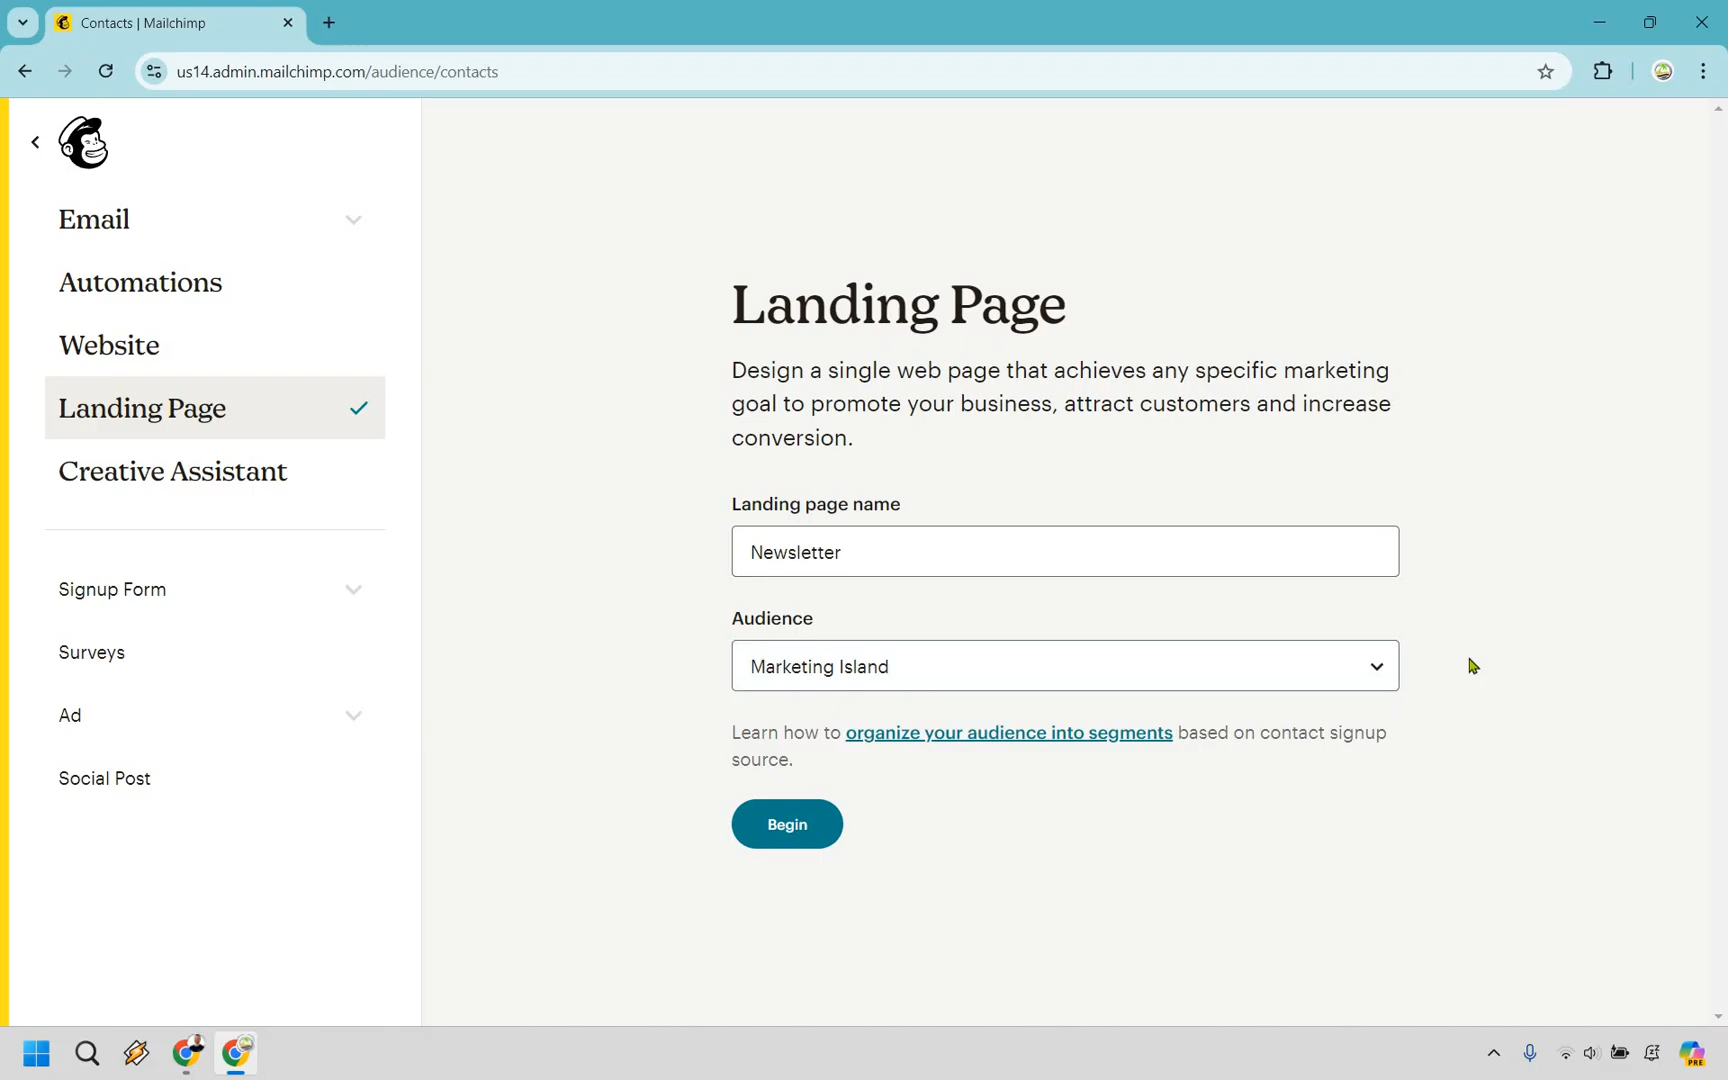 Contacts | Mailchimp
us14.admin.mailchimp.com/audience/contacts
Email
Automations
Website
Landing Page
Creative Assistant
Signup Form
Surveys
Ad
Social Post
Landing Page
Design a single web page that achieves any specific marketing
goal to promote your business, attract customers and increase
conversion.
Landing page name
Newsletter
Audience
Marketing Island
Learn how to organize your audience into segments based on contact signup
source.
Begin
PRE